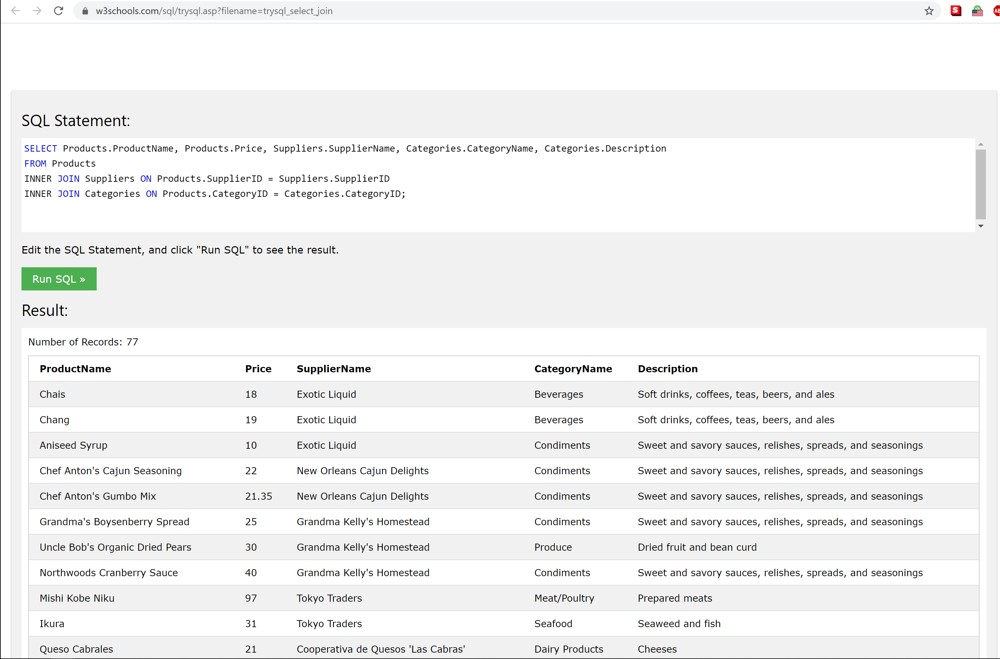 w3schools.com/sql/trysql.asp?filename=trysql_select_join
S
AB
SQL Statement:
SELECT Products.ProductName, Products.Price, Suppliers.SupplierName, Categories.CategoryName, Categories.Description
FROM Products
INNER JOIN Suppliers ON Products.SupplierID = Suppliers.SupplierID
INNER JOIN Categories ON Products.CategoryID = Categories.CategoryID;
Edit the SQL Statement, and click "Run SQL" to see the result.
Run SQL »
Result:
Number of Records: 77
ProductName Price SupplierName CategoryName Description
Chais 18 Exotic Liquid Beverages Soft drinks, coffees, teas, beers, and ales
Chang 19 Exotic Liquid Beverages Soft drinks, coffees, teas, beers, and ales
Aniseed Syrup 10 Exotic Liquid Condiments Sweet and savory sauces, relishes, spreads, and seasonings
Chef Anton's Cajun Seasoning 22 New Orleans Cajun Delights Condiments Sweet and savory sauces, relishes, spreads, and seasonings
Chef Anton's Gumbo Mix 21.35 New Orleans Cajun Delights Condiments Sweet and savory sauces, relishes, spreads, and seasonings
Grandma's Boysenberry Spread 25 Grandma Kelly's Homestead Condiments Sweet and savory sauces, relishes, spreads, and seasonings
Uncle Bob's Organic Dried Pears 30 Grandma Kelly's Homestead Produce Dried fruit and bean curd
Northwoods Cranberry Sauce 40 Grandma Kelly's Homestead Condiments Sweet and savory sauces, relishes, spreads, and seasonings
Mishi Kobe Niku 97 Tokyo Traders Meat/Poultry Prepared meats
Ikura 31 Tokyo Traders Seafood Seaweed and fish
Queso Cabrales 21 Cooperativa de Quesos 'Las Cabras' Dairy Products Cheeses